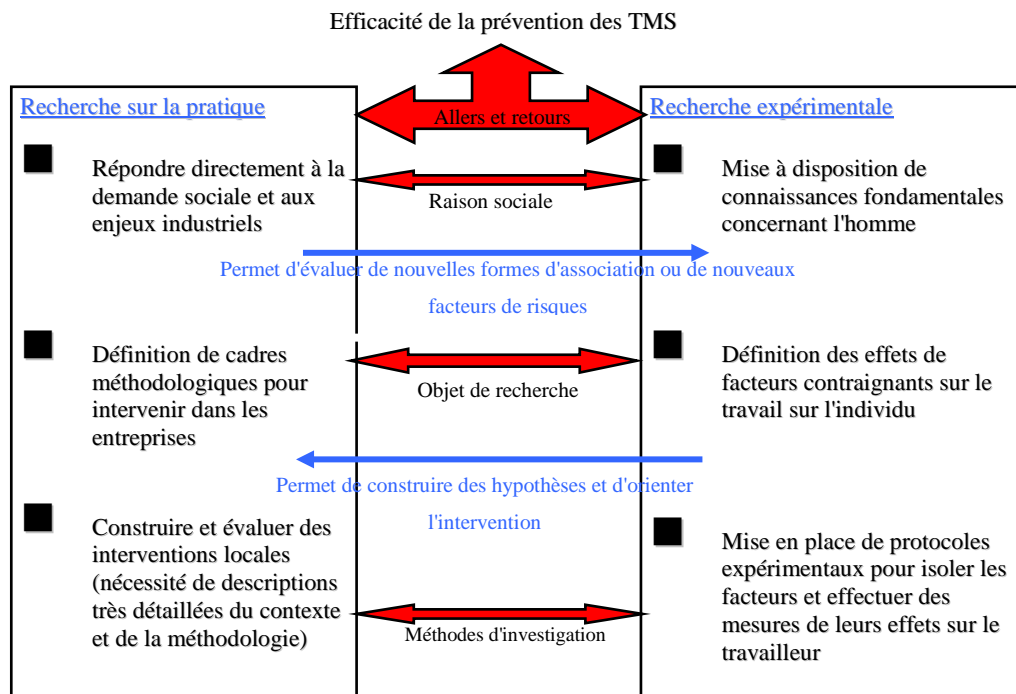 Efficacité de la prévention des TMS
Recherche sur la pratique
Allers et retours
Recherche expérimentale
Répondre directement à la
demande sociale et aux
enjeux industriels
Raison sociale
Mise à disposition de
connaissances fondamentales
concernant l'homme
Permet d'évaluer de nouvelles formes d'association ou de nouveaux
facteurs de risques
Définition de cadres
méthodologiques pour
intervenir dans les
entreprises
Objet de recherche
Définition des effets de
facteurs contraignants sur le
travail sur l'individu
Permet de construire des hypothèses et d'orienter
l'intervention
Construire et évaluer des
interventions locales
(nécessité de descriptions
très détaillées du contexte
et de la méthodologie)
Méthodes d'investigation
Mise en place de protocoles
expérimentaux pour isoler les
facteurs et effectuer des
mesures de leurs effets sur le
travailleur